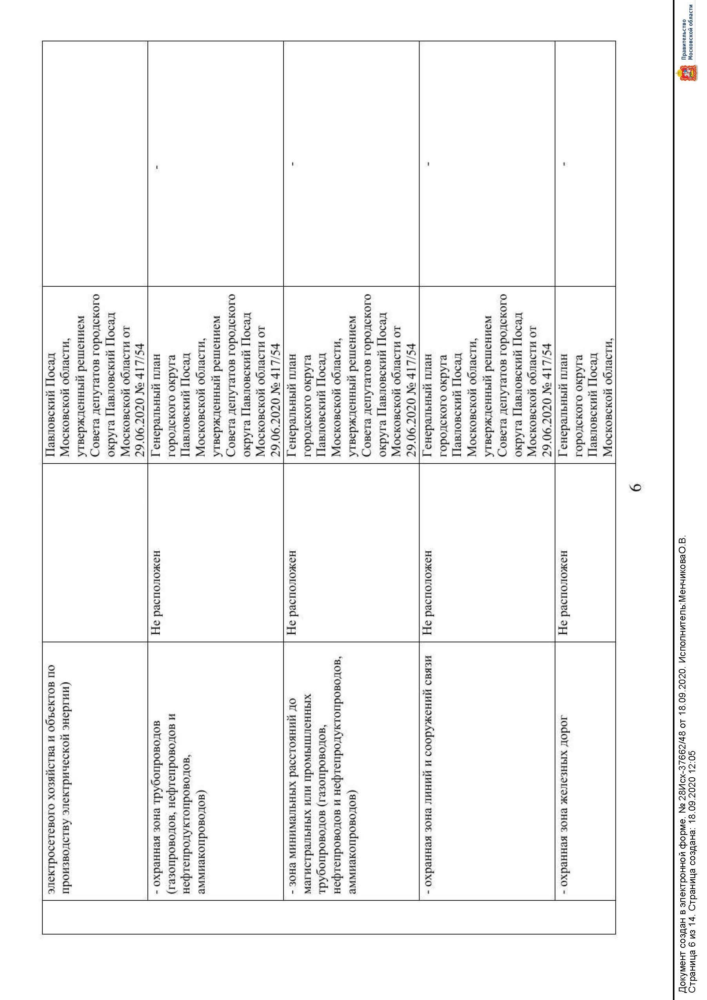 электросетевого хозяйства и объектов по
производству электрической энергии)
Павловский Посад
Московской области,
утвержденный решением
Совета депутатов городского
округа Павловский Посад
Московской области от
29.06.2020 № 417/54
- охранная зона трубопроводов
(газопроводов, нефтепроводов и
нефтепродуктопроводов,
аммиакопроводов)
Не расположен
Генеральный план
городского округа
Павловский Посад
Московской области,
утвержденный решением
Совета депутатов городского
округа Павловский Посад
Московской области от
29.06.2020 № 417/54
-
- зона минимальных расстояний до
магистральных или промышленных
трубопроводов (газопроводов,
нефтепроводов и нефтепродуктопроводов,
аммиакопроводов)
Не расположен
Генеральный план
городского округа
Павловский Посад
Московской области,
утвержденный решением
Совета депутатов городского
округа Павловский Посад
Московской области от
29.06.2020 № 417/54
-
- охранная зона линий и сооружений связи
Не расположен
Генеральный план
городского округа
Павловский Посад
Московской области,
утвержденный решением
Совета депутатов городского
округа Павловский Посад
Московской области от
29.06.2020 № 417/54
-
- охранная зона железных дорог
Не расположен
Генеральный план
городского округа
Павловский Посад
Московской области,
-
6
Документ создан в электронной форме. № 28Исх-37662/48 от 18.09.2020. Исполнитель:МенчиковаО.В.
Страница 6 из 14. Страница создана: 18.09.2020 12:05
Правительство
Московской области